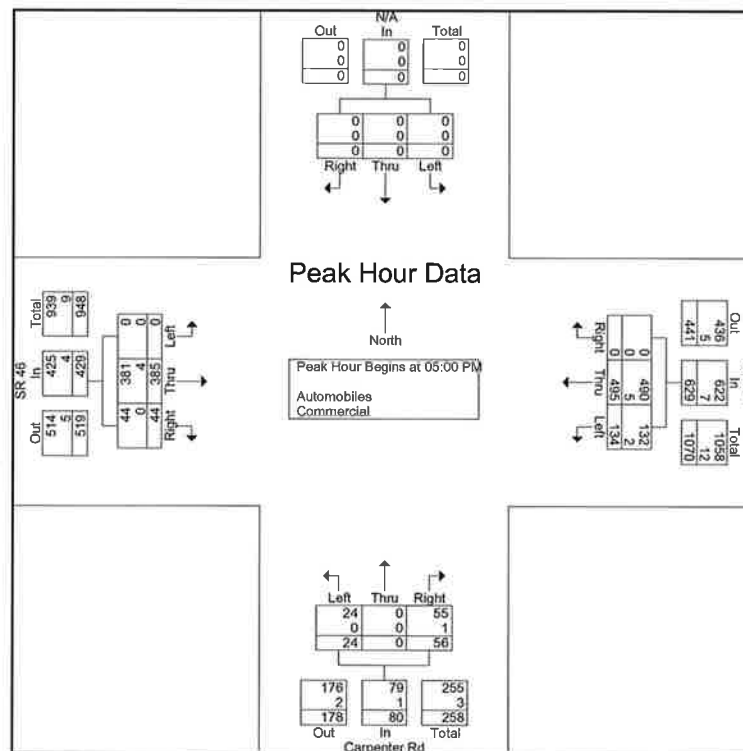 N/A
Out In Total
0 0 0
0 0 0
0 0 0
0 0 0
0 0 0
0 0 0
Right Thru Left
Peak Hour Data
North
Peak Hour Begins at 05:00 PM
Automobiles
Commercial
SR 46
Total
939
9
948
In
425
4
429
Out
514
5
519
Left
0
0
0
Thru
381
4
385
Right
44
0
44
Right
0
0
0
Thru
490
5
495
Left
132
2
134
Out
436
5
441
In
622
7
629
Total
1058
12
1070
Left Thru Right
24 0 55
0 0 1
24 0 56
176 79 255
2 1 3
178 80 258
Out In Total
Carpenter Rd